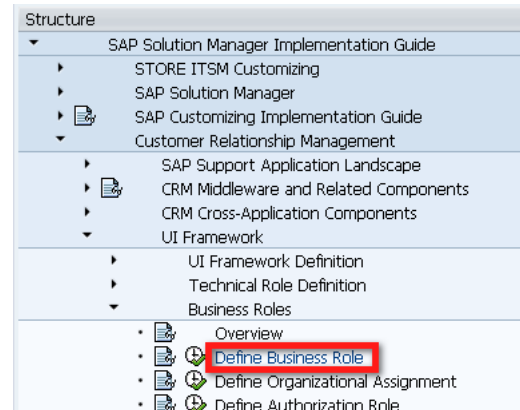 Structure
SAP Solution Manager Implementation Guide
STORE ITSM Customizing
SAP Solution Manager
SAP Customizing Implementation Guide
Customer Relationship Management
SAP Support Application Landscape
CRM Middleware and Related Components
CRM Cross-Application Components
UI Framework
UI Framework Definition
Technical Role Definition
Business Roles
Overview
Define Business Role
Define Organizational Assignment
Define Authorization Role